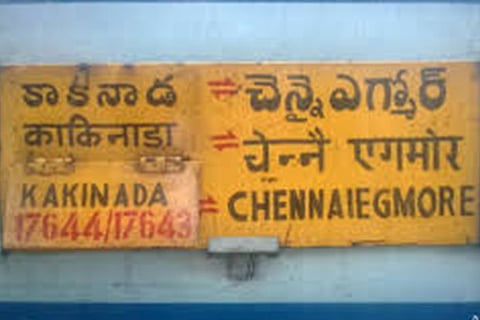 కాకినాడ ⇌ చెన్నైఎగ్మోర్
काकिनाडा ⇌ चेन्नै एगमोर
KAKINADA ⇌ CHENNAIEGMORE
17644/17643